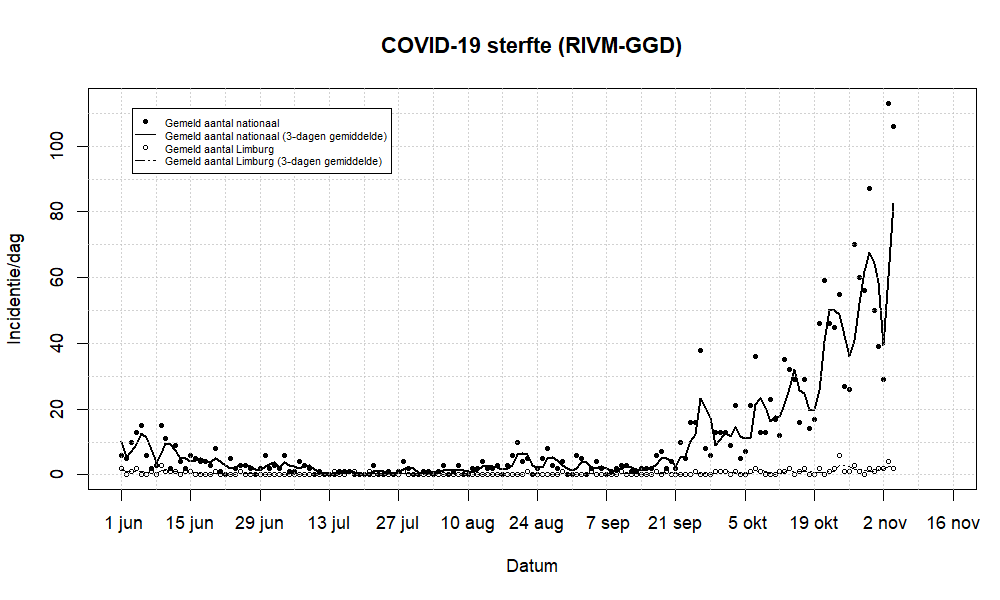 COVID-19 sterfte (RIVM-GGD)
Gemeld aantal nationaal
Gemeld aantal nationaal (3-dagen gemiddelde)
Gemeld aantal Limburg
Gemeld aantal Limburg (3-dagen gemiddelde)
Incidentie/dag
100
80
60
40
20
0
1 jun 15 jun 29 jun 13 jul 27 jul 10 aug 24 aug 7 sep 21 sep 5 okt 19 okt 2 nov 16 nov
Datum